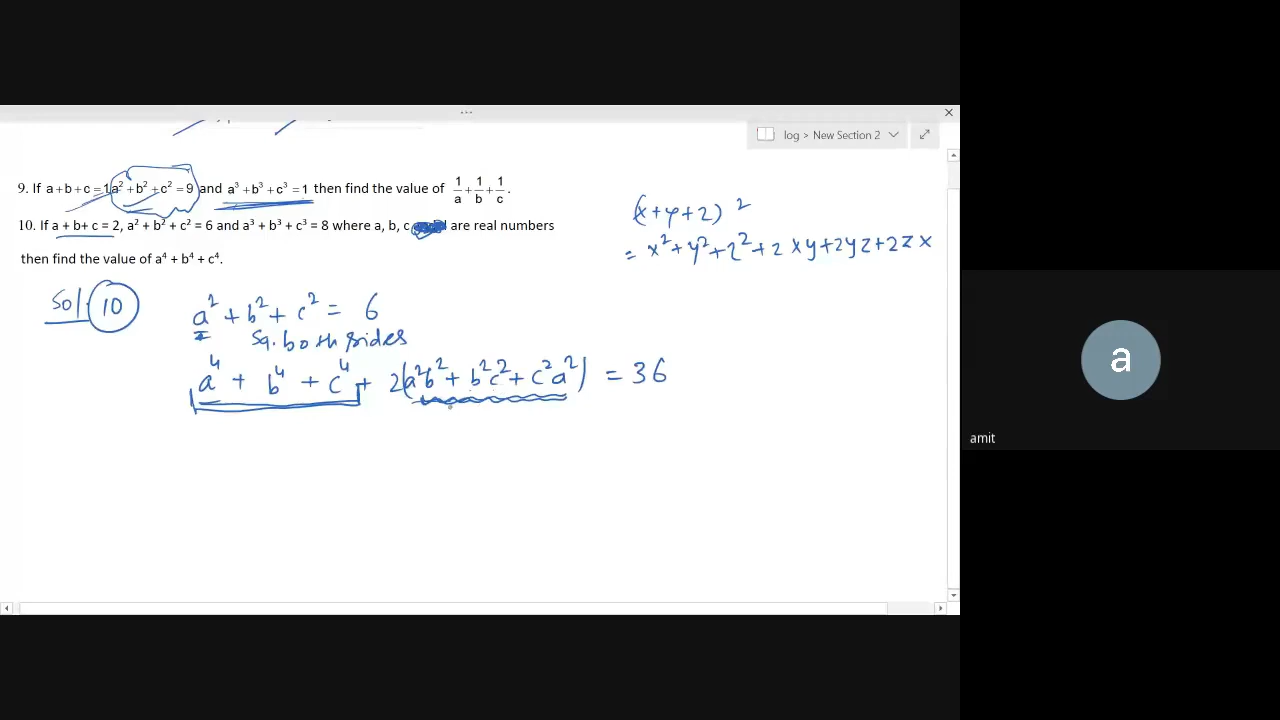 log > New Section 2
9. If a + b + c = 1 a² + b² + c² = 9 and a³ + b³ + c³ = 1 then find the value of 1/a + 1/b + 1/c.
10. If a + b+ c = 2, a² + b² + c² = 6 and a³ + b³ + c³ = 8 where a, b, c are real numbers
then find the value of a⁴ + b⁴ + c⁴.
(x+y+z)²
= x²+y²+z²+2xy+2yz+2zx
Sol. 10
a² + b² + c² = 6
Sq. both sides
a⁴ + b⁴ + c⁴ + 2(a²b² + b²c² + c²a²) = 36
a
amit